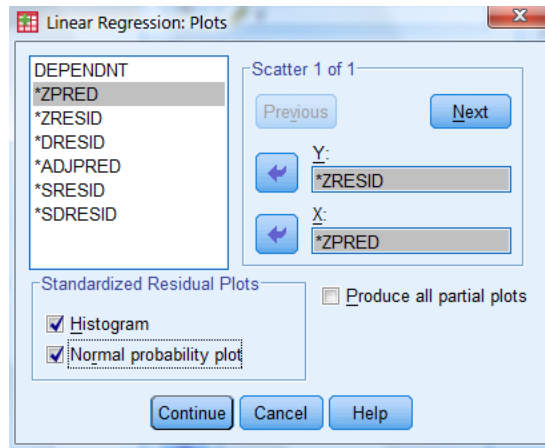 Linear Regression: Plots
x
DEPENDNT
*ZPRED
*ZRESID
*DRESID
*ADJPRED
*SRESID
*SDRESID
Scatter 1 of 1
Previous
Next
Y:
*ZRESID
X:
*ZPRED
Standardized Residual Plots
Histogram
Normal probability plot
Produce all partial plots
Continue
Cancel
Help